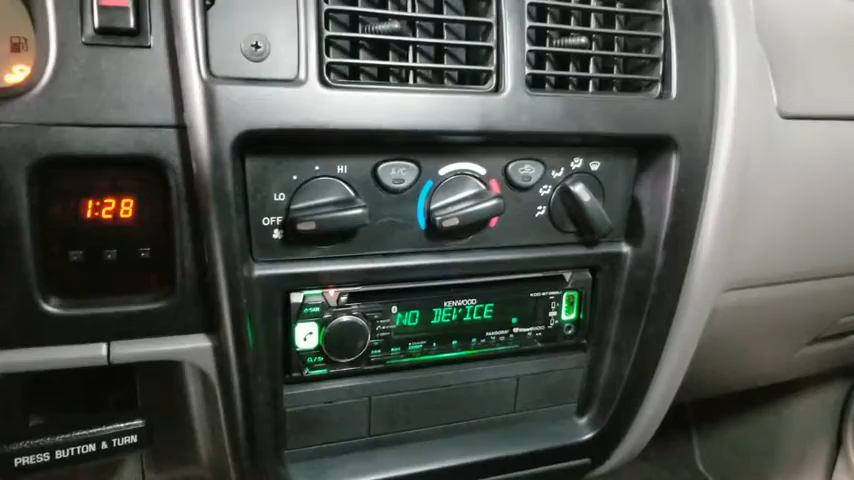 HI
A/C
LO
OFF
1:28
KENWOOD
NO DEVICE
PANDORA
PRESS BUTTON & TURN